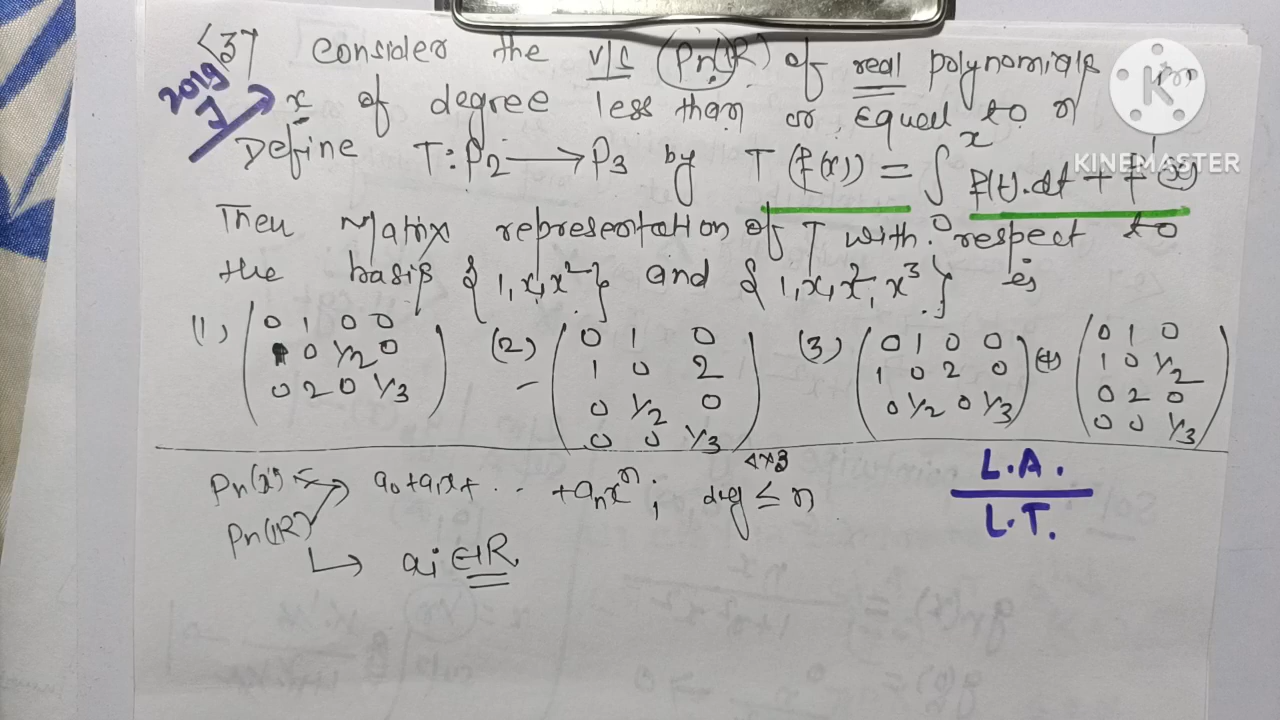 <3> Consider the v/s (Pn(IR)) of real polynomials
2019
J
x of degree less than or equal to n
Define T: P2 → P3 by T(f(x)) = ∫₀ˣ f(t).dt + f'(x)
KINEMASTER
Then Matrix representation of T with respect to
the basis {1, x, x²} and {1, x, x², x³} is
(1) (2) (3) (4)
0 1 0 0 0 1 0 0 1 0 0 0 1 0
1 0 1/2 0 1 0 2 1 0 2 0 1 0 1/2
0 2 0 1/3 0 1/2 0 0 1/2 0 1/3 0 2 0
0 0 1/3 0 0 1/3
4×3
Pn(x) → a0+a1x+ .. +anxⁿ; deg ≤ n
Pn(IR)
↳ ai ∈ IR
L.A.
L.T.